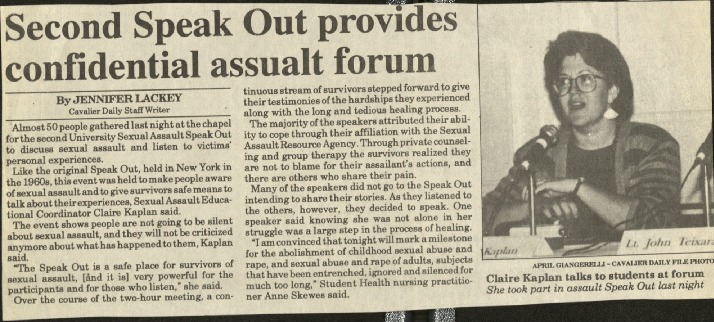 Second Speak Out provides
confidential assualt forum
By JENNIFER LACKEY
Cavalier Daily Staff Writer
Almost 50 people gathered last night at the chapel
for the second University Sexual Assault Speak Out
to discuss sexual assault and listen to victims'
personal experiences.
Like the original Speak Out, held in New York in
the 1960s, this event was held to make people aware
of sexual assault and to give survivors safe means to
talk about their experiences, Sexual Assault Educa-
tional Coordinator Claire Kaplan said.
The event shows people are not going to be silent
about sexual assault, and they will not be criticized
anymore about what has happened to them, Kaplan
said.
"The Speak Out is a safe place for survivors of
sexual assault, [and it is] very powerful for the
participants and for those who listen," she said.
Over the course of the two-hour meeting, a con-
tinuous stream of survivors stepped forward to give
their testimonies of the hardships they experienced
along with the long and tedious healing process.
The majority of the speakers attributed their abil-
ity to cope through their affiliation with the Sexual
Assault Resource Agency. Through private counsel-
ing and group therapy the survivors realized they
are not to blame for their assailant's actions, and
there are others who share their pain.
Many of the speakers did not go to the Speak Out
intending to share their stories. As they listened to
the others, however, they decided to speak. One
speaker said knowing she was not alone in her
struggle was a large step in the process of healing.
"I am convinced that tonight will mark a milestone
for the abolishment of childhood sexual abuse and
rape, and sexual abuse and rape of adults, subjects
that have been entrenched, ignored and silenced for
much too long," Student Health nursing practitio-
ner Anne Skewes said.
Kaplan
Lt. John Teixara
APRIL GIANGERELLI - CAVALIER DAILY FILE PHOTO
Claire Kaplan talks to students at forum
She took part in assault Speak Out last night